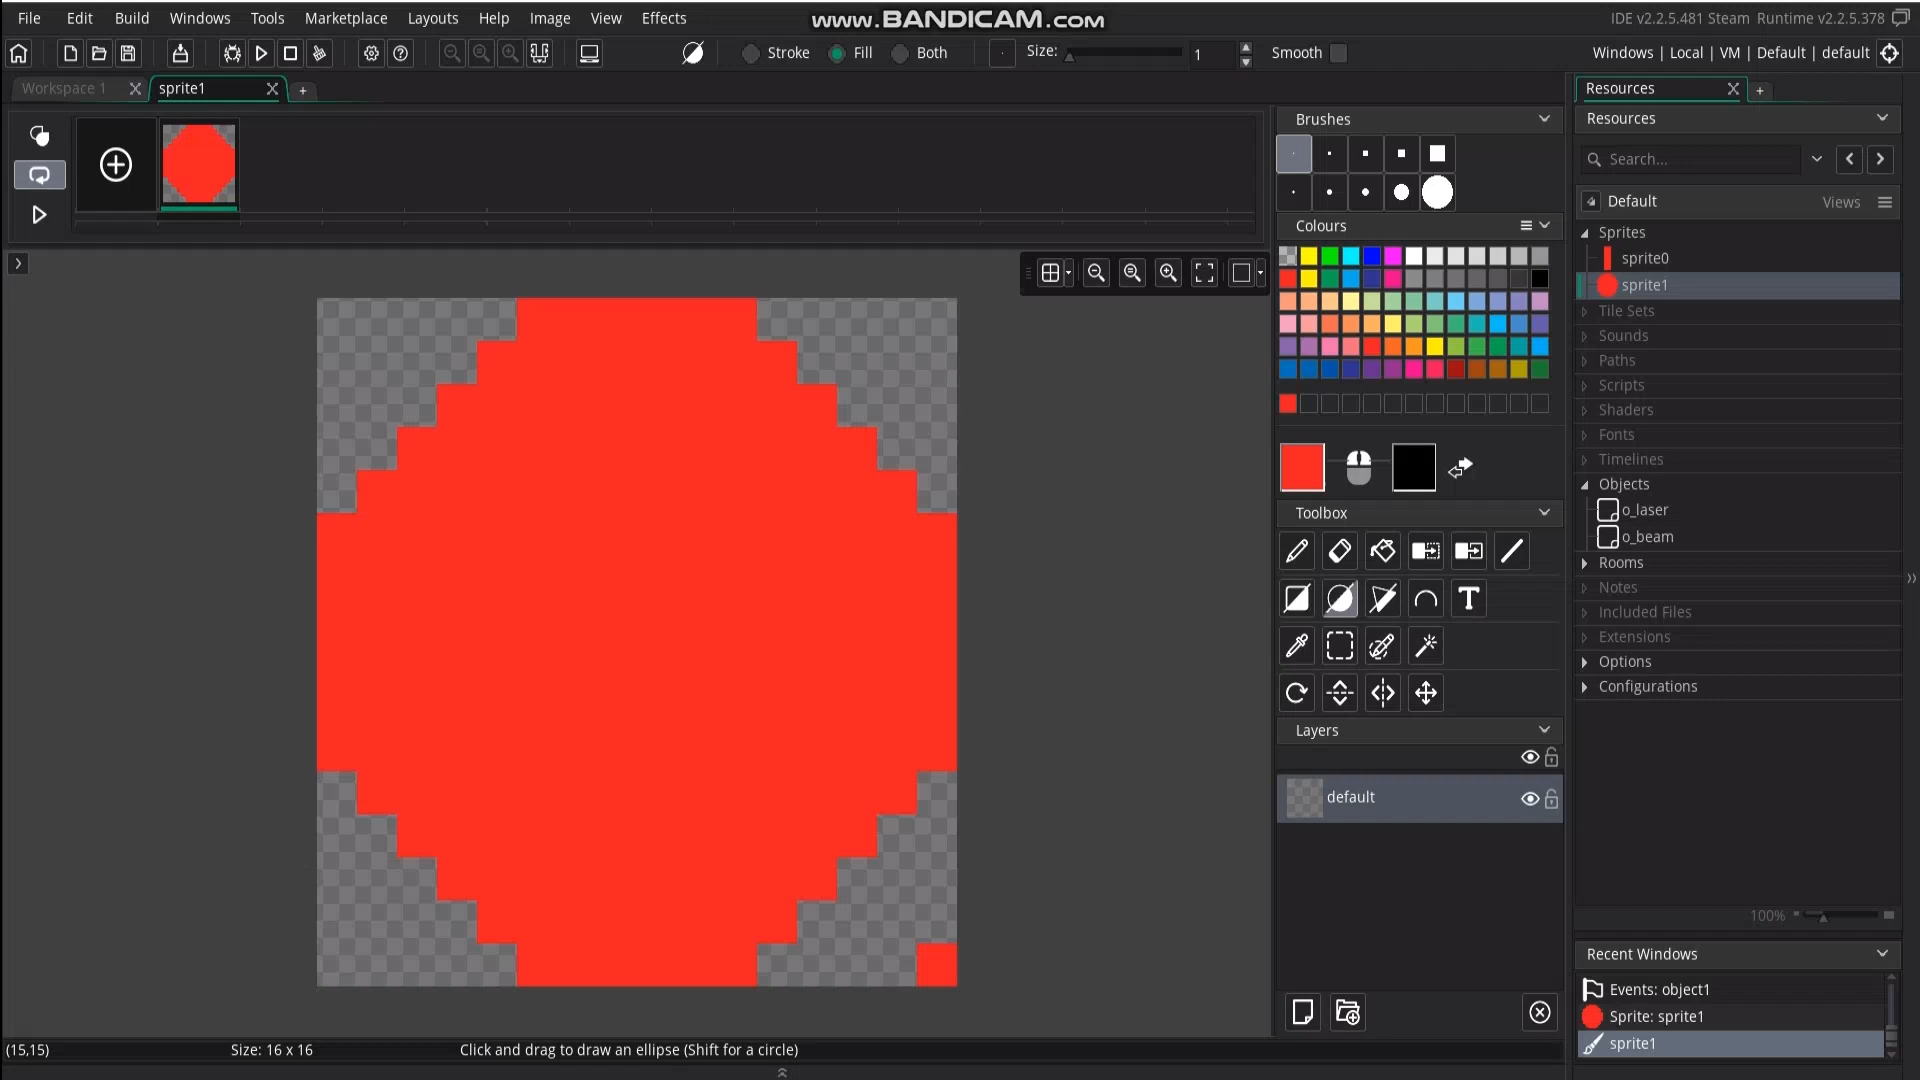 File Edit Build Windows Tools Marketplace Layouts Help Image View Effects
www.BANDICAM.com
IDE v2.2.5.481 Steam Runtime v2.2.5.378
Stroke Fill Both Size: 1 Smooth
Windows | Local | VM | Default | default
Workspace 1
sprite1
Brushes
Colours
Toolbox
Layers
default
Resources
Resources
Search...
Default Views
Sprites
sprite0
sprite1
Tile Sets
Sounds
Paths
Scripts
Shaders
Fonts
Timelines
Objects
o_laser
o_beam
Rooms
Notes
Included Files
Extensions
Options
Configurations
100%
Recent Windows
Events: object1
Sprite: sprite1
sprite1
(15,15) Size: 16 x 16 Click and drag to draw an ellipse (Shift for a circle)